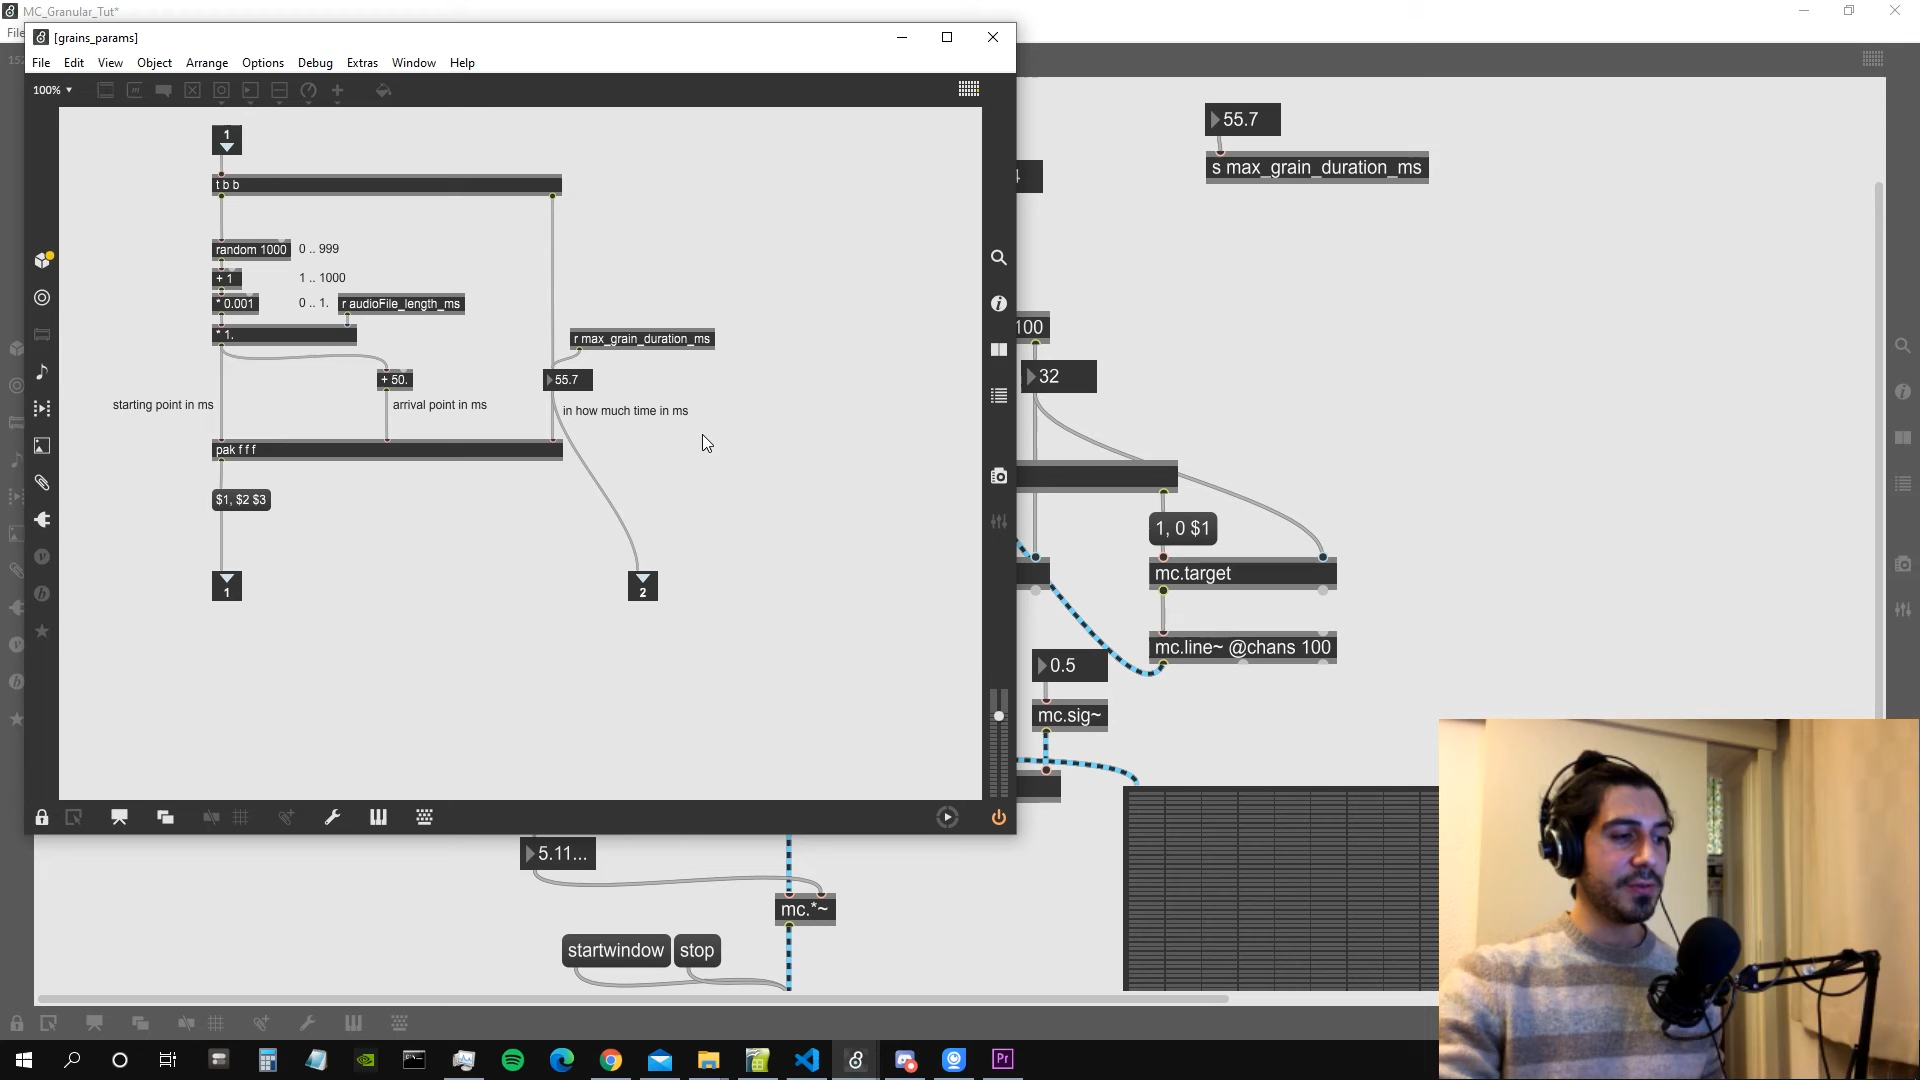 MC_Granular_Tut*
[grains_params]
File Edit View Object Arrange Options Debug Extras Window Help
100%
1
t b b
random 1000 0 .. 999
+ 1 1 .. 1000
* 0.001 0 .. 1. r audioFile_length_ms
* 1.
r max_grain_duration_ms
+ 50.
55.7
starting point in ms
arrival point in ms
in how much time in ms
pak f f f
$1, $2 $3
1
2
55.7
s max_grain_duration_ms
100
32
1, 0 $1
mc.target
mc.line~ @chans 100
0.5
mc.sig~
5.11...
mc.*~
startwindow
stop
Pr